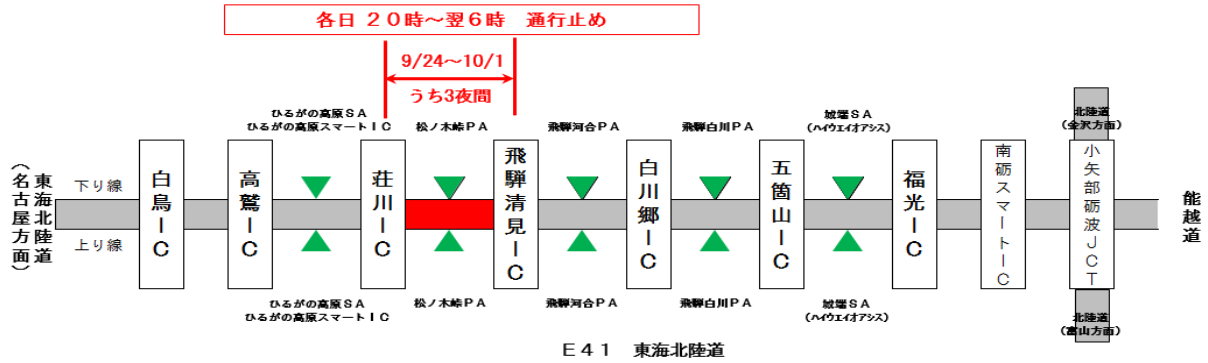 各日 20時～翌6時 通行止め
9/24～10/1
うち3夜間
ひるがの高原SA
ひるがの高原スマートIC
松ノ木峠PA
飛騨河合PA
飛騨白川PA
城端SA
(ハイウェイオアシス)
北陸道
(金沢方面)
東海北陸道
(名古屋方面)
下り線
上り線
白鳥IC
高鷲IC
荘川IC
飛騨清見IC
白川郷IC
五箇山IC
福光IC
南砺スマートIC
小矢部砺波JCT
能越道
ひるがの高原SA
ひるがの高原スマートIC
松ノ木峠PA
飛騨河合PA
飛騨白川PA
城端SA
(ハイウェイオアシス)
北陸道
(富山方面)
E41 東海北陸道